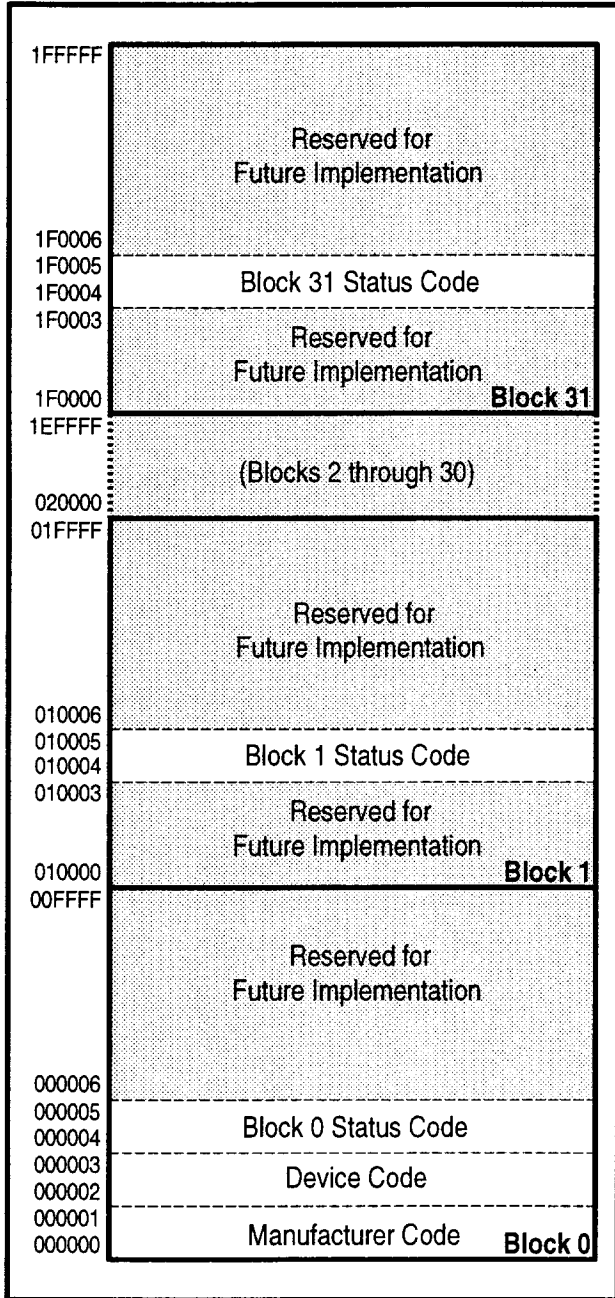 1FFFFF
Reserved for
Future Implementation
1F0006
1F0005
Block 31 Status Code
1F0004
1F0003
Reserved for
Future Implementation
1F0000
Block 31
1EFFFF
(Blocks 2 through 30)
020000
01FFFF
Reserved for
Future Implementation
010006
010005
Block 1 Status Code
010004
010003
Reserved for
Future Implementation
010000
Block 1
00FFFF
Reserved for
Future Implementation
000006
000005
Block 0 Status Code
000004
000003
Device Code
000002
000001
Manufacturer Code
000000
Block 0